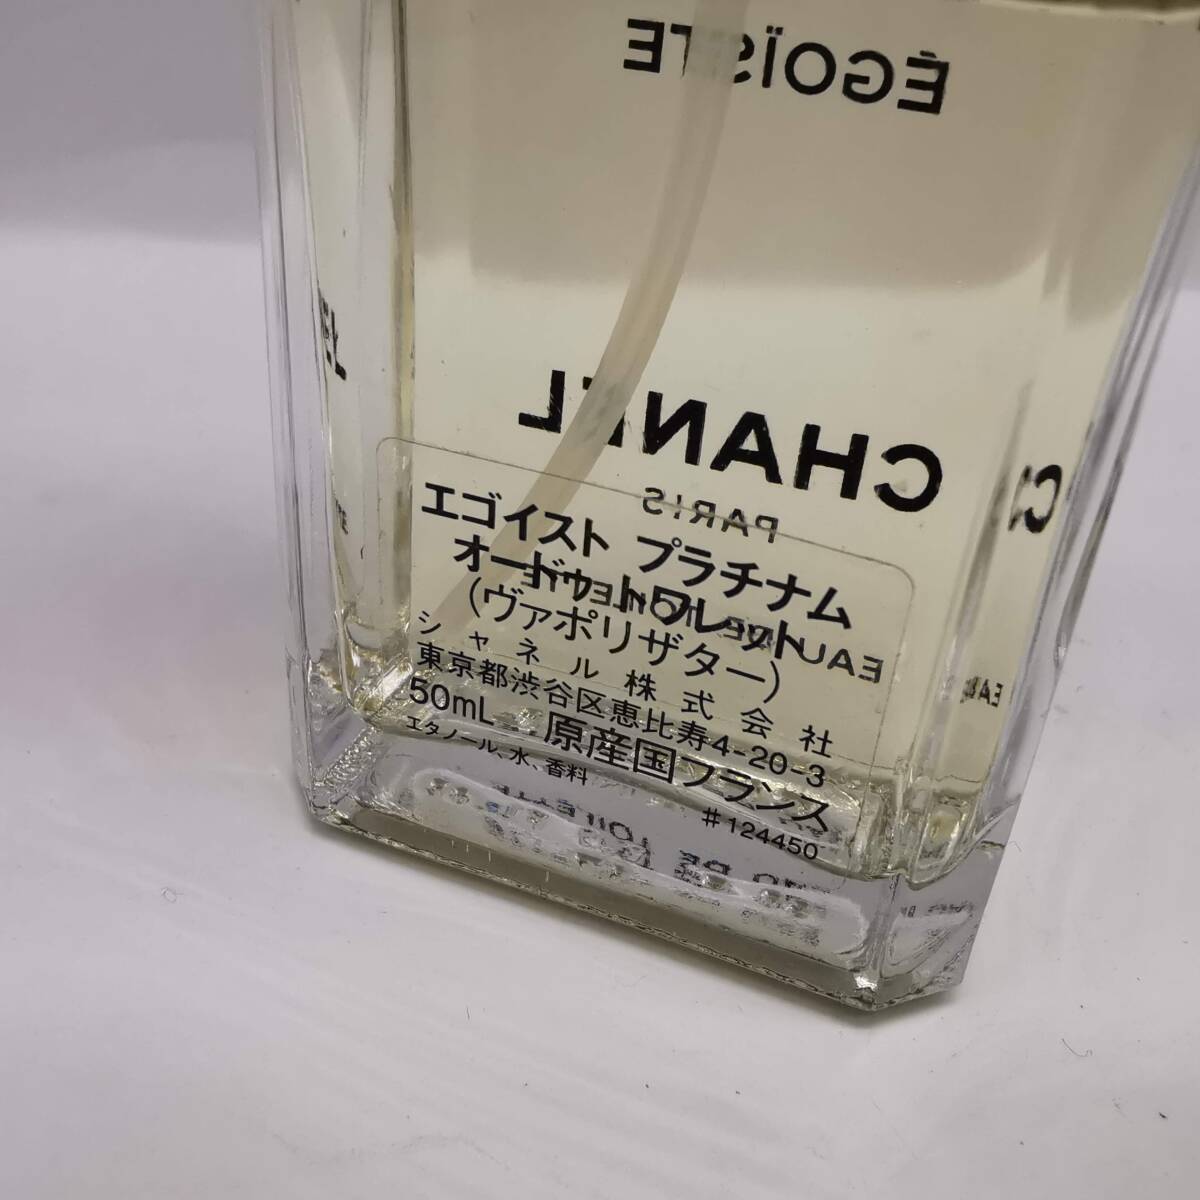 ÉGOÏSTE
CHANEL
PARIS
エゴイスト プラチナム
オードゥ トワレット
(ヴァポリザター)
EAU DE TOILETTE
シャネル株式会社
東京都渋谷区恵比寿4-20-3
50mL 原産国フランス
エタノール、水、香料
#124450